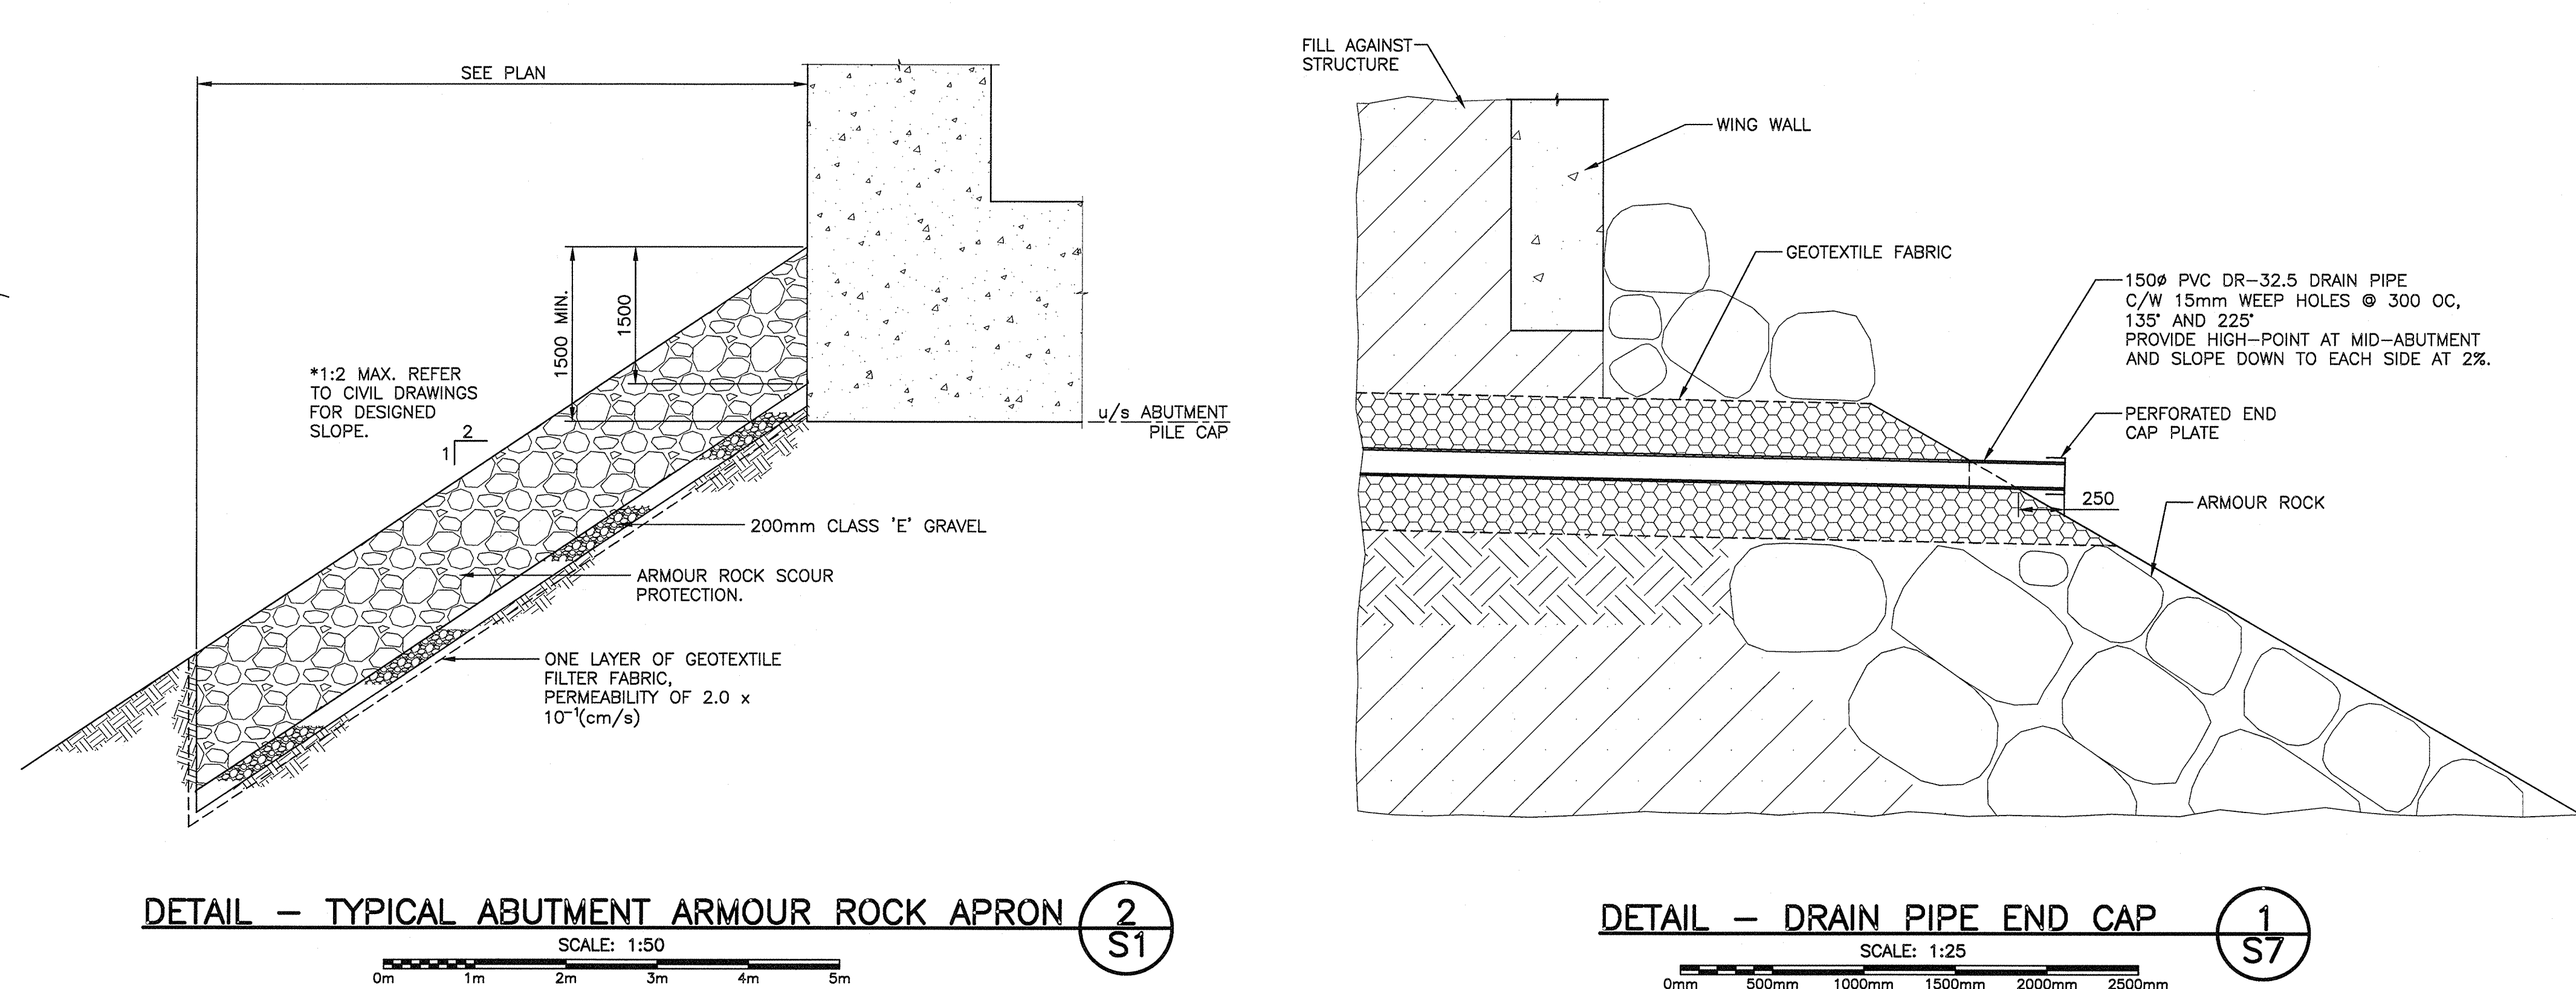 SEE PLAN
1500 MIN.
1500
*1:2 MAX. REFER
TO CIVIL DRAWINGS
FOR DESIGNED
SLOPE.
2
1
u/s ABUTMENT
PILE CAP
200mm CLASS 'E' GRAVEL
ARMOUR ROCK SCOUR
PROTECTION.
ONE LAYER OF GEOTEXTILE
FILTER FABRIC,
PERMEABILITY OF 2.0 x
10⁻¹(cm/s)
DETAIL – TYPICAL ABUTMENT ARMOUR ROCK APRON
2
S1
SCALE: 1:50
0m 1m 2m 3m 4m 5m
FILL AGAINST
STRUCTURE
WING WALL
GEOTEXTILE FABRIC
150ø PVC DR–32.5 DRAIN PIPE
C/W 15mm WEEP HOLES @ 300 OC,
135° AND 225°
PROVIDE HIGH–POINT AT MID–ABUTMENT
AND SLOPE DOWN TO EACH SIDE AT 2%.
PERFORATED END
CAP PLATE
250
ARMOUR ROCK
DETAIL – DRAIN PIPE END CAP
1
S7
SCALE: 1:25
0mm 500mm 1000mm 1500mm 2000mm 2500mm